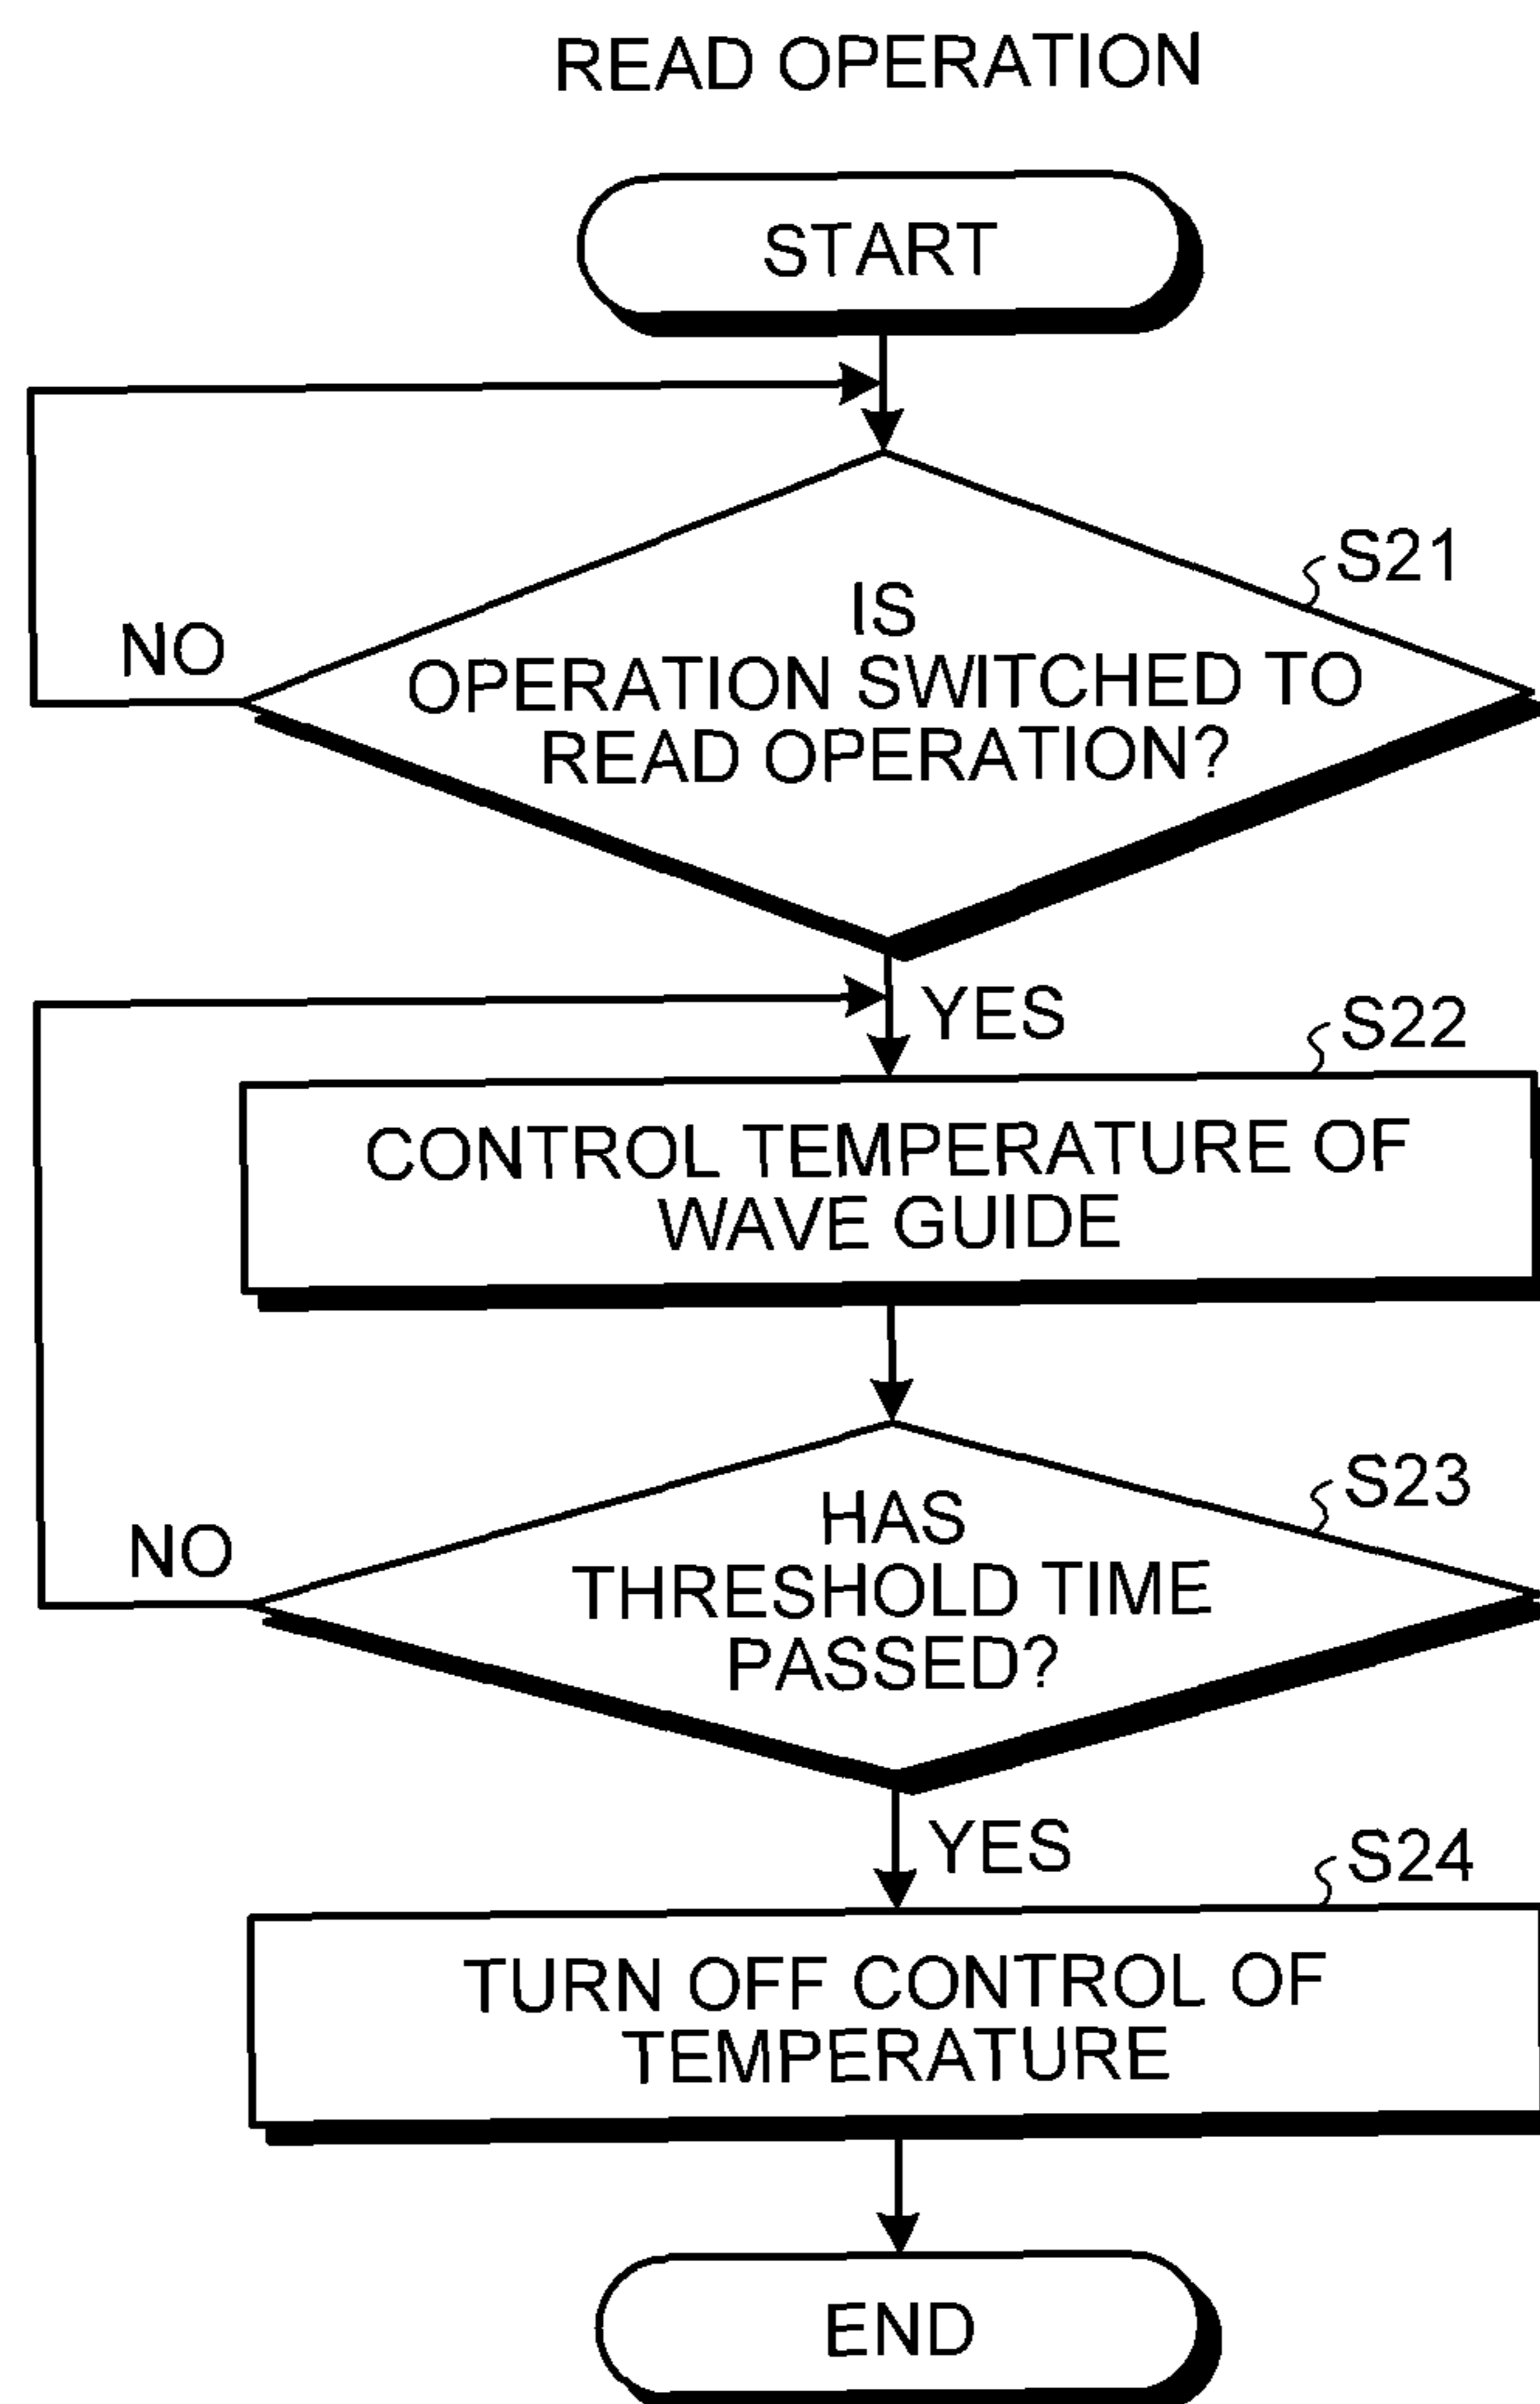 READ OPERATION
START
S21
IS
OPERATION SWITCHED TO
READ OPERATION?
NO
YES
S22
CONTROL TEMPERATURE OF
WAVE GUIDE
S23
HAS
THRESHOLD TIME
PASSED?
NO
YES
S24
TURN OFF CONTROL OF
TEMPERATURE
END